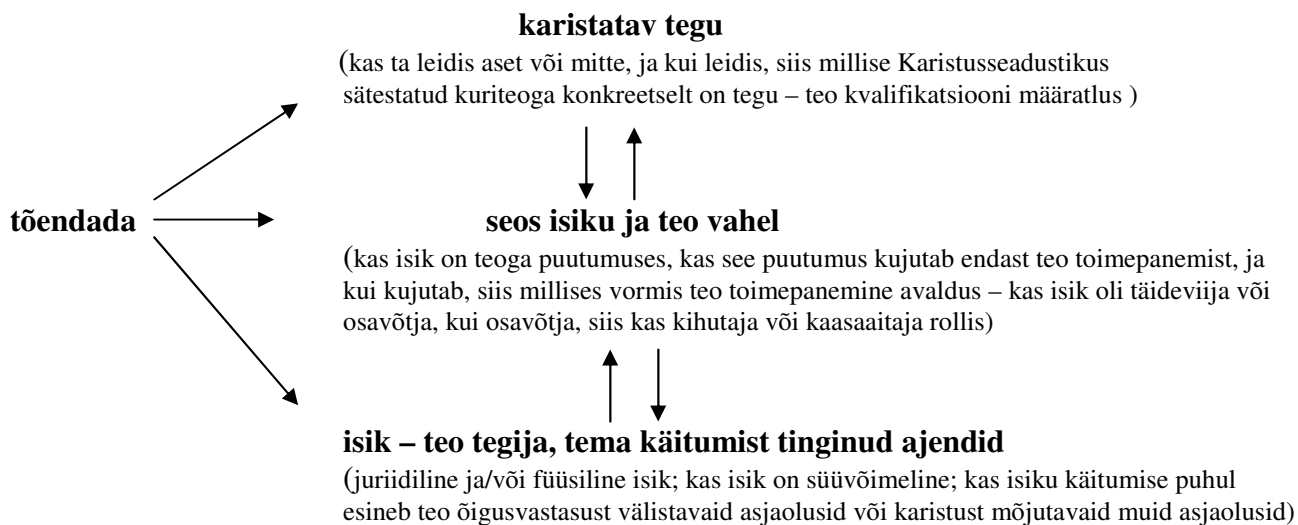 karistatav tegu
(kas ta leidis aset või mitte, ja kui leidis, siis millise Karistusseadustikus
sätestatud kuriteoga konkreetselt on tegu – teo kvalifikatsiooni määratlus )
tõendada
seos isiku ja teo vahel
(kas isik on teoga puutumuses, kas see puutumus kujutab endast teo toimepanemist, ja
kui kujutab, siis millises vormis teo toimepanemine avaldus – kas isik oli täideviija või
osavõtja, kui osavõtja, siis kas kihutaja või kaasaaitaja rollis)
isik – teo tegija, tema käitumist tinginud ajendid
(juriidiline ja/või füüsiline isik; kas isik on süüvõimeline; kas isiku käitumise puhul
esineb teo õigusvastasust välistavaid asjaolusid või karistust mõjutavaid muid asjaolusid)